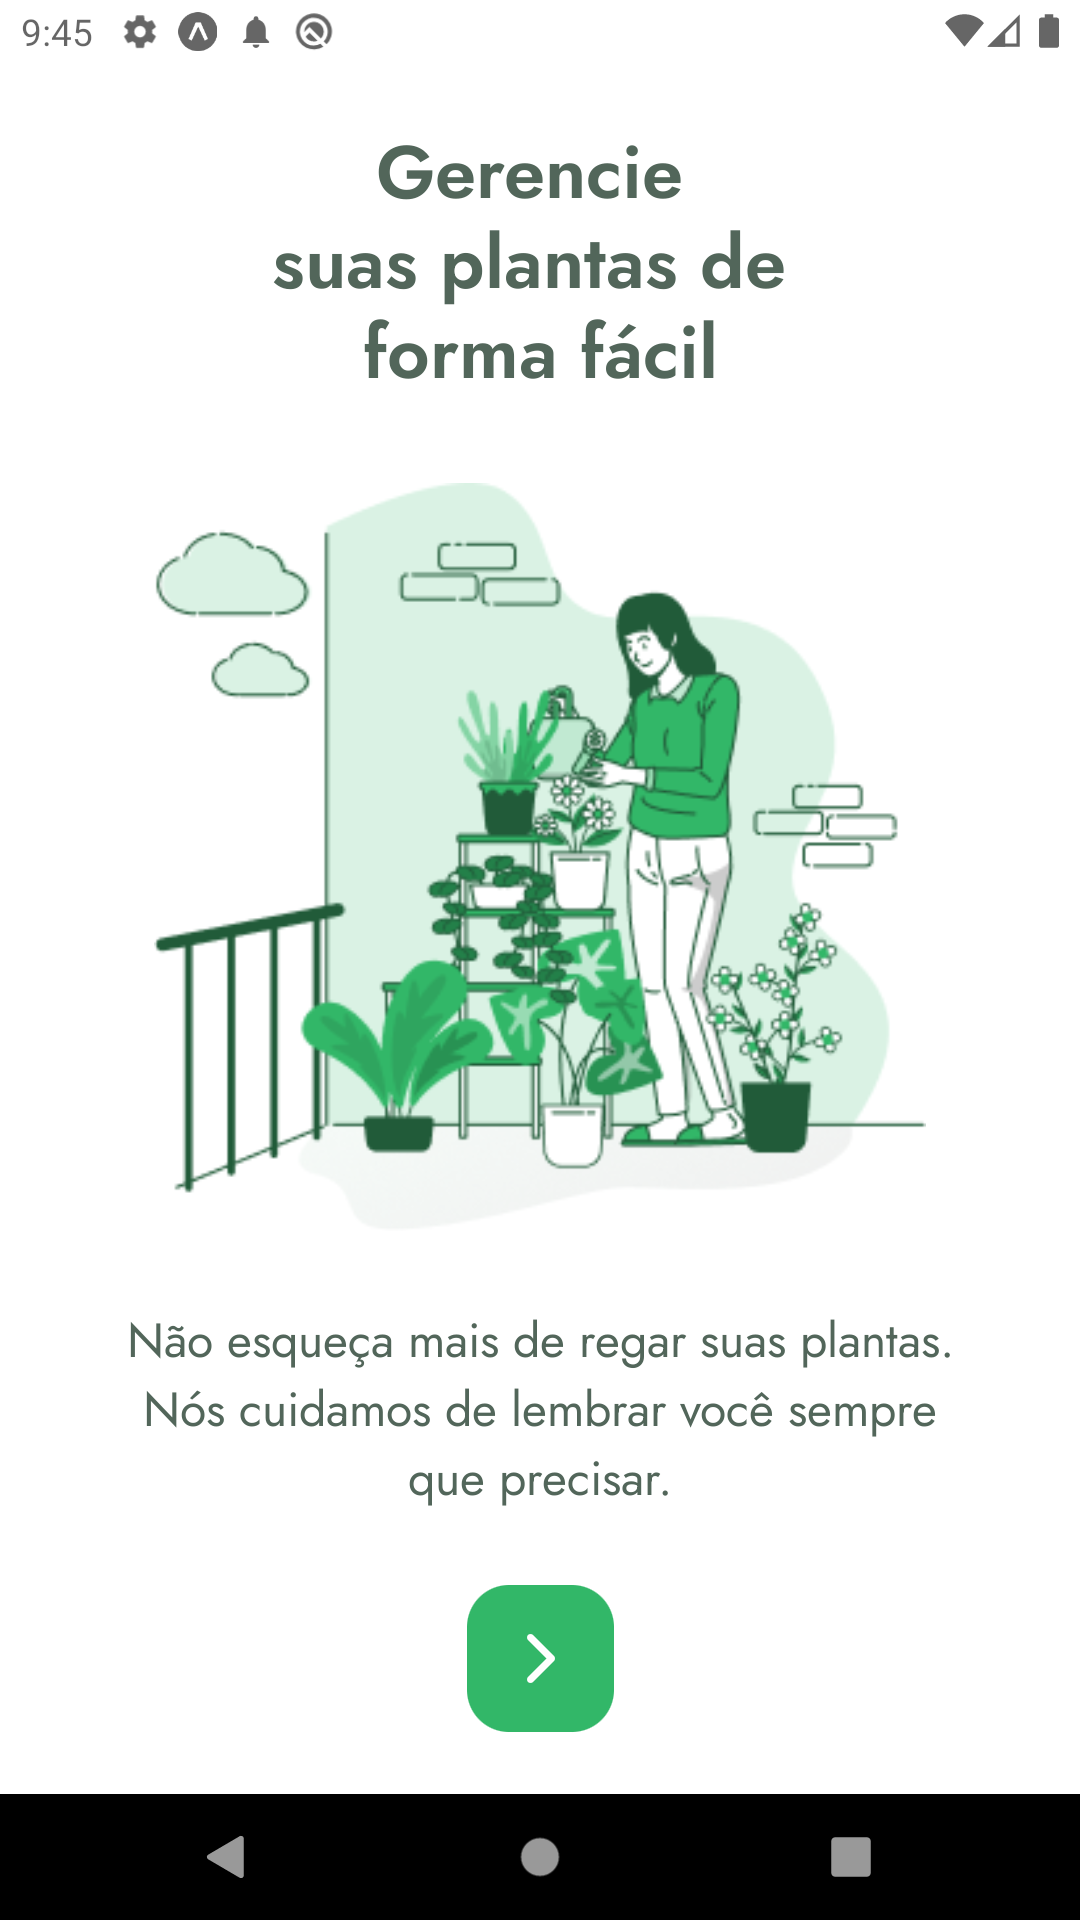 9:45
Gerencie
suas plantas de
forma fácil
Não esqueça mais de regar suas plantas.
Nós cuidamos de lembrar você sempre
que precisar.